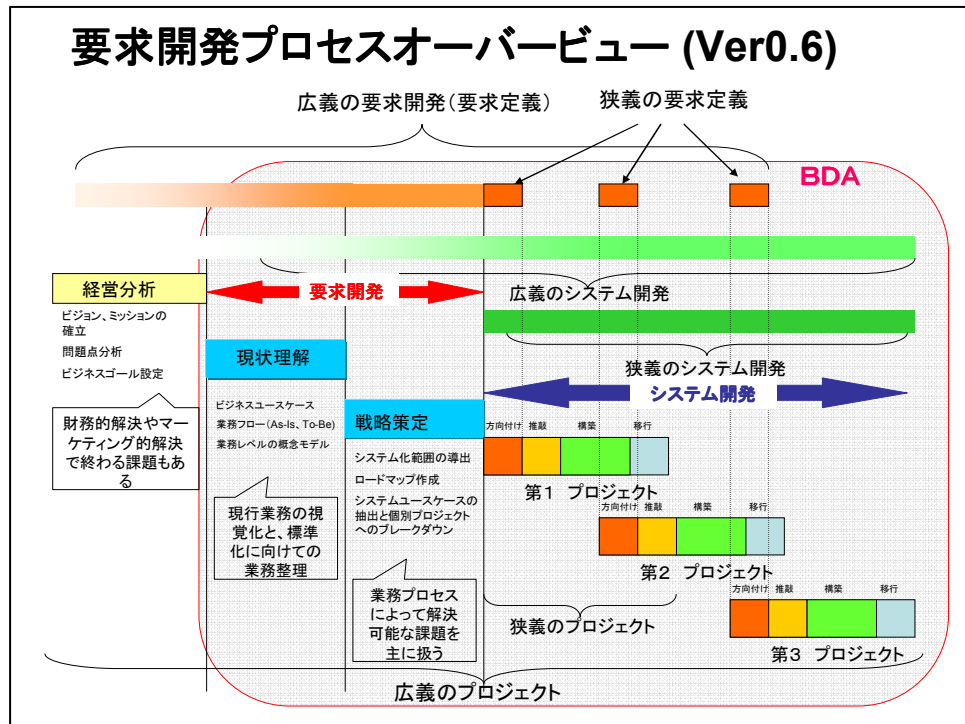 要求開発プロセスオーバービュー (Ver0.6)
広義の要求開発(要求定義)
狭義の要求定義
BDA
経営分析
要求開発
広義のシステム開発
ビジョン、ミッションの
確立
問題点分析
ビジネスゴール設定
現状理解
狭義のシステム開発
システム開発
財務的解決やマー
ケティング的解決
で終わる課題もあ
る
ビジネスユースケース
業務フロー(As-Is、To-Be)
業務レベルの概念モデル
戦略策定
方向付け 推敲 構築 移行
第1 プロジェクト
システム化範囲の導出
ロードマップ作成
システムユースケースの
抽出と個別プロジェクト
へのブレークダウン
現行業務の視
覚化と、標準
化に向けての
業務整理
方向付け 推敲 構築 移行
第2 プロジェクト
業務プロセス
によって解決
可能な課題を
主に扱う
方向付け 推敲 構築 移行
狭義のプロジェクト
第3 プロジェクト
広義のプロジェクト